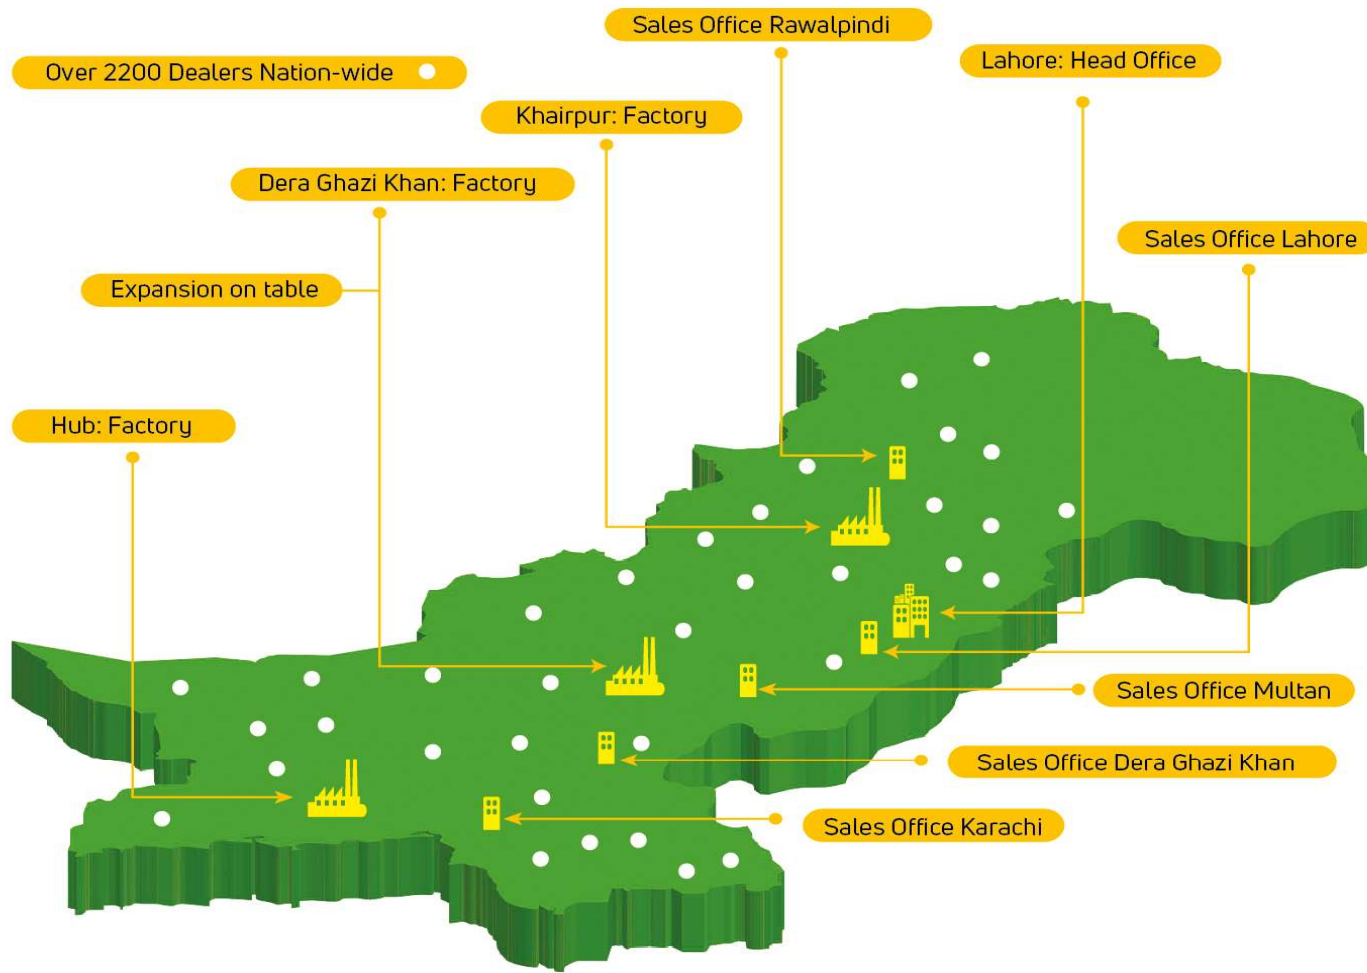 Sales Office Rawalpindi
Over 2200 Dealers Nation-wide
Lahore: Head Office
Khairpur: Factory
Dera Ghazi Khan: Factory
Sales Office Lahore
Expansion on table
Hub: Factory
Sales Office Multan
Sales Office Dera Ghazi Khan
Sales Office Karachi